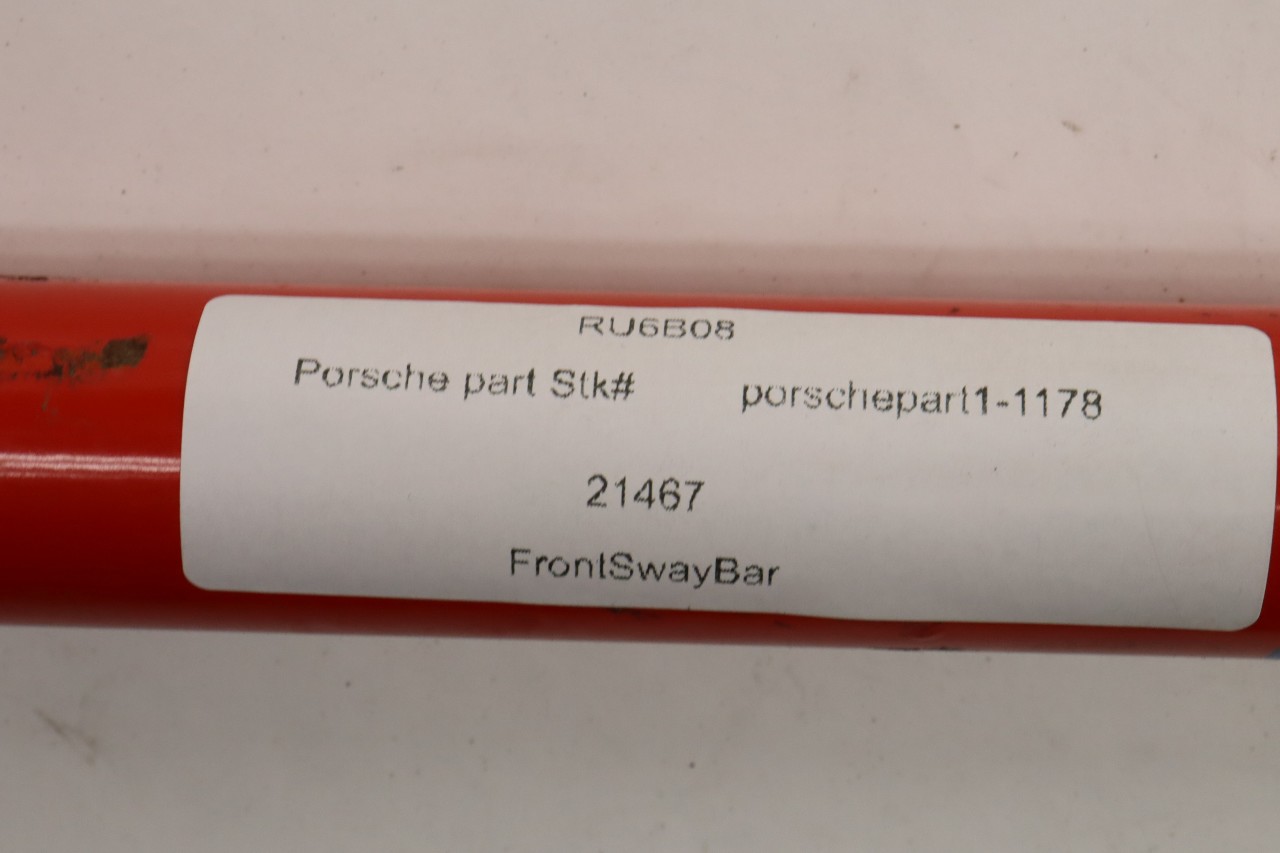 RU6B08
Porsche part Stk# porschepart1-1178
21467
FrontSwayBar